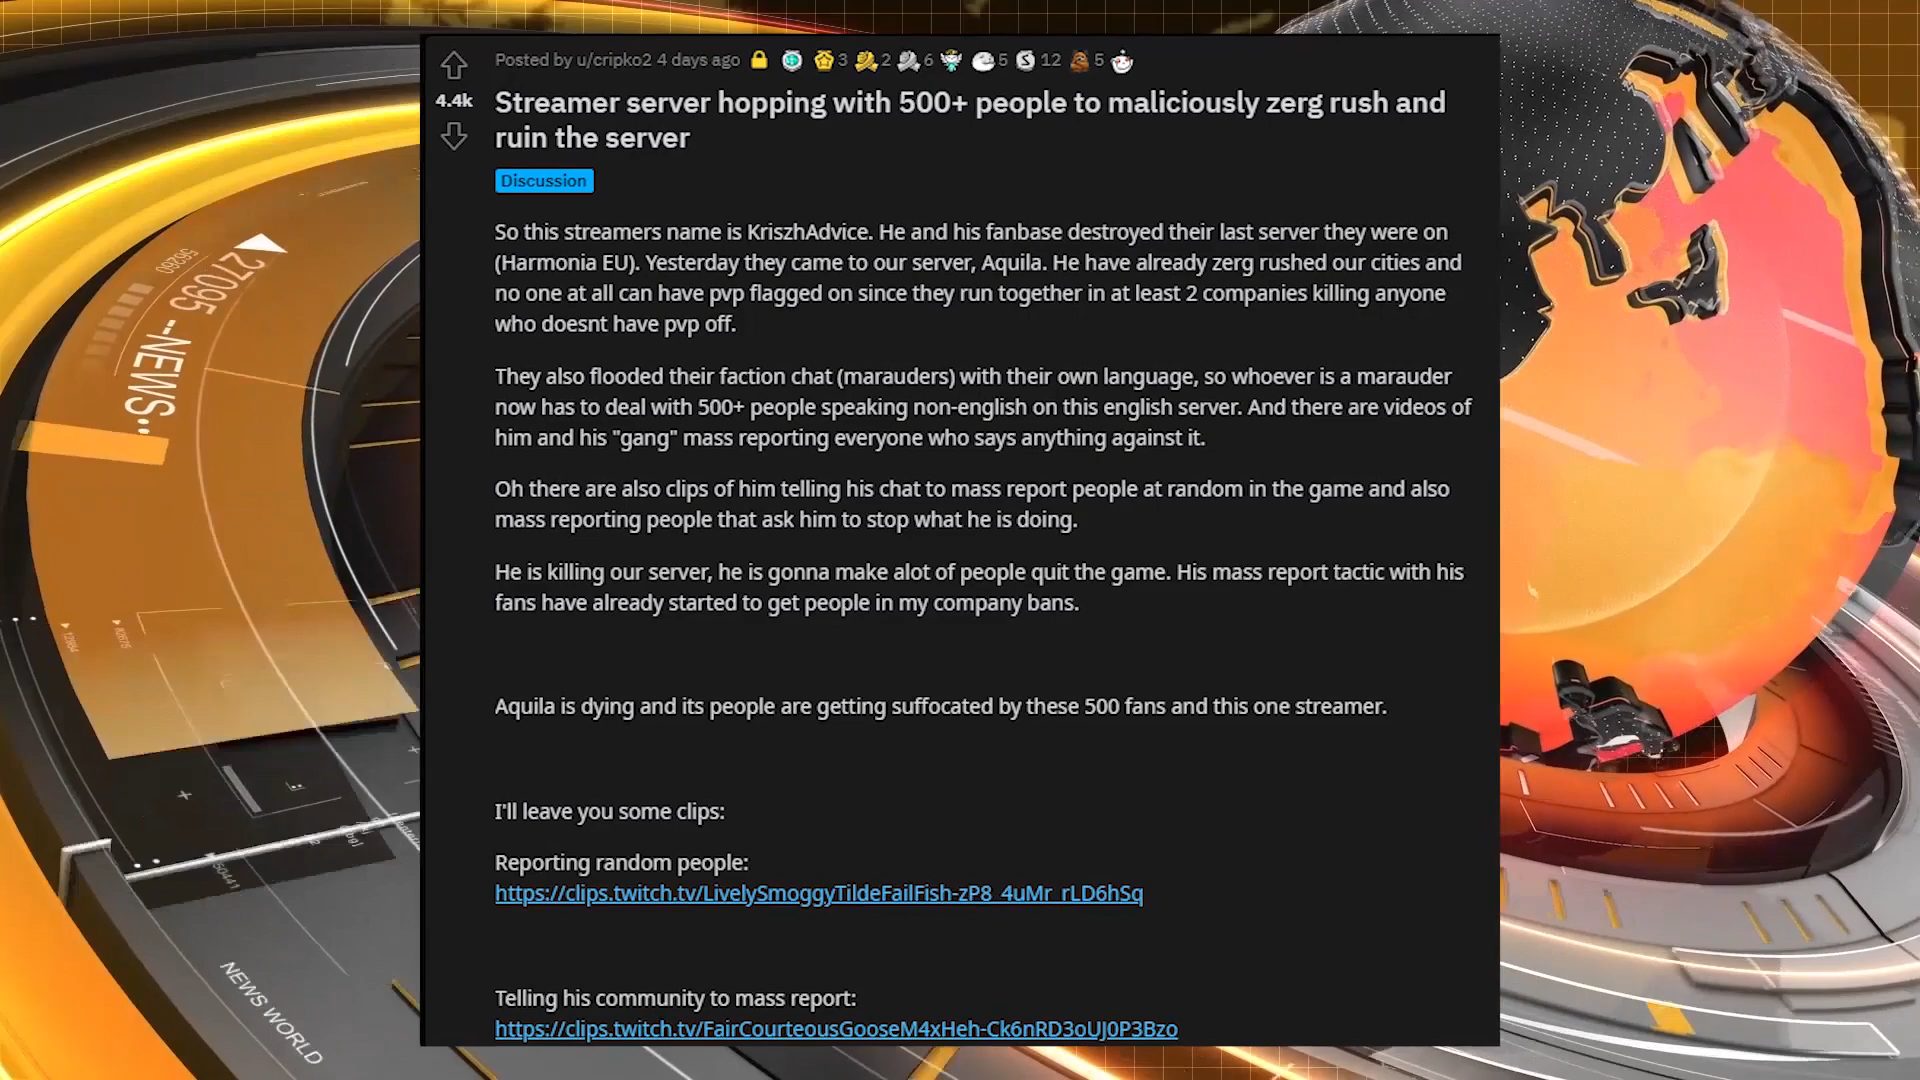 Posted by u/cripko2 4 days ago 3 2 6 5 12 5
4.4k
Streamer server hopping with 500+ people to maliciously zerg rush and
ruin the server
Discussion
So this streamers name is KriszhAdvice. He and his fanbase destroyed their last server they were on
(Harmonia EU). Yesterday they came to our server, Aquila. He have already zerg rushed our cities and
no one at all can have pvp flagged on since they run together in at least 2 companies killing anyone
who doesnt have pvp off.
They also flooded their faction chat (marauders) with their own language, so whoever is a marauder
now has to deal with 500+ people speaking non-english on this english server. And there are videos of
him and his "gang" mass reporting everyone who says anything against it.
Oh there are also clips of him telling his chat to mass report people at random in the game and also
mass reporting people that ask him to stop what he is doing.
He is killing our server, he is gonna make alot of people quit the game. His mass report tactic with his
fans have already started to get people in my company bans.
Aquila is dying and its people are getting suffocated by these 500 fans and this one streamer.
I'll leave you some clips:
Reporting random people:
https://clips.twitch.tv/LivelySmoggyTildeFailFish-zP8_4uMr_rLD6hSq
Telling his community to mass report:
https://clips.twitch.tv/FairCourteousGooseM4xHeh-Ck6nRD3oUJ0P3Bzo
56260
27095 --NEWS--
12984
82675
50441
NEWS WORLD